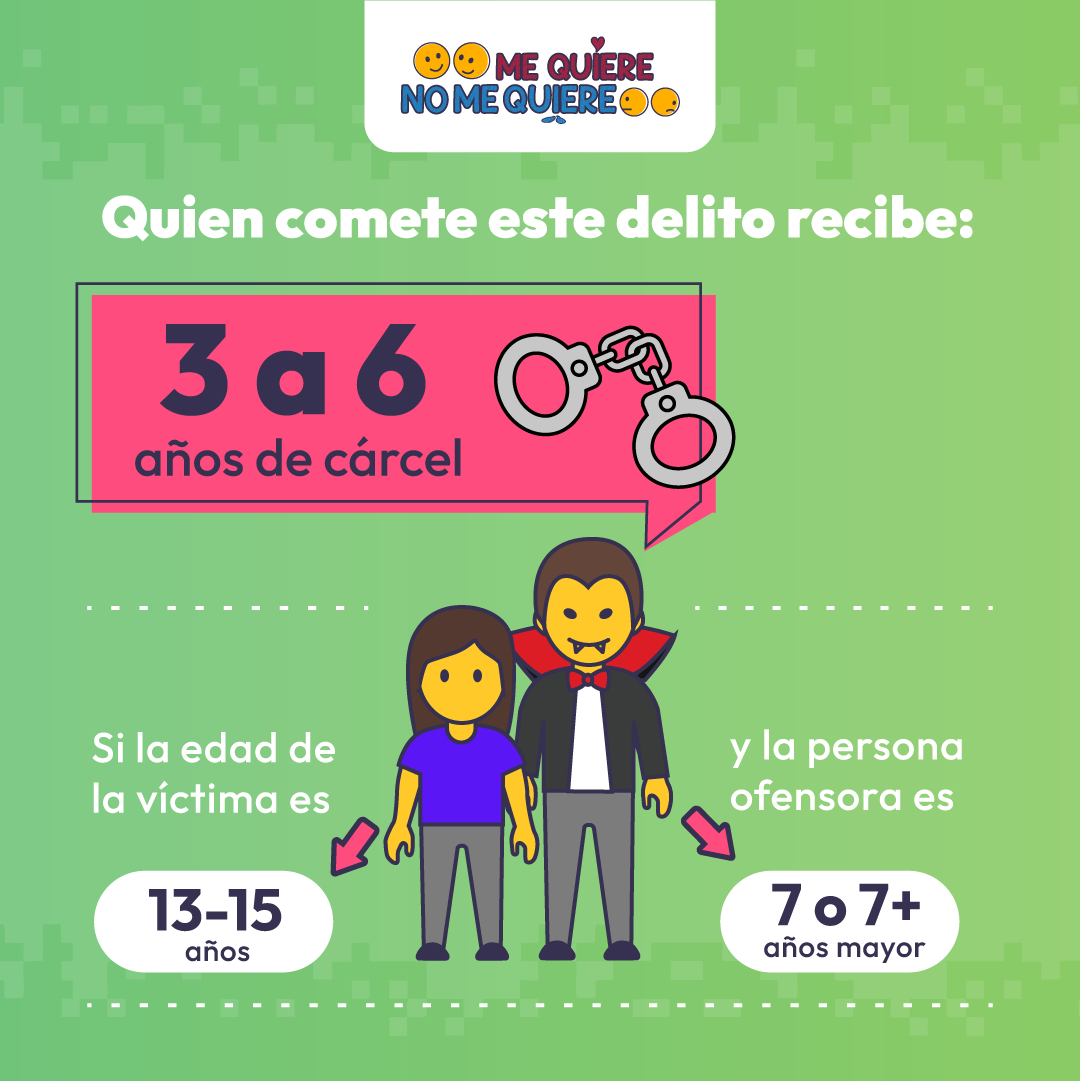 ME QUIERE
NO ME QUIERE
Quien comete este delito recibe:
3 a 6
años de cárcel
Si la edad de
la víctima es
13-15
años
y la persona
ofensora es
7 o 7+
años mayor